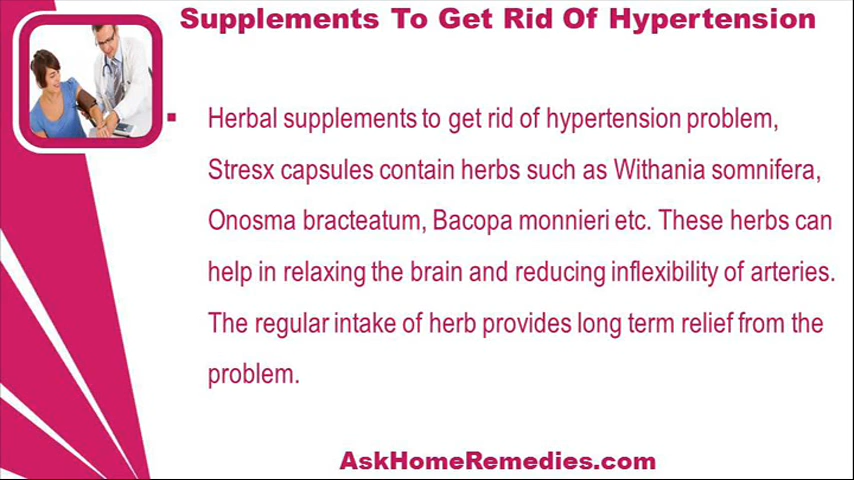 Supplements To Get Rid Of Hypertension
Herbal supplements to get rid of hypertension problem,
Stresx capsules contain herbs such as Withania somnifera,
Onosma bracteatum, Bacopa monnieri etc. These herbs can
help in relaxing the brain and reducing inflexibility of arteries.
The regular intake of herb provides long term relief from the
problem.
AskHomeRemedies.com